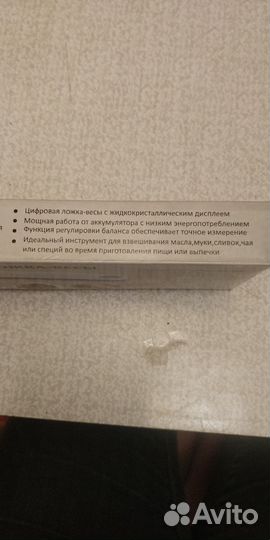 • Цифровая ложка-весы с жидкокристаллическим дисплеем
• Мощная работа от аккумулятора с низким энергопотреблением
• Функция регулировки баланса обеспечивает точное измерение
• Идеальный инструмент для взвешивания масла,муки,сливок,чая
или специй во время приготовления пищи или выпечки
Avito